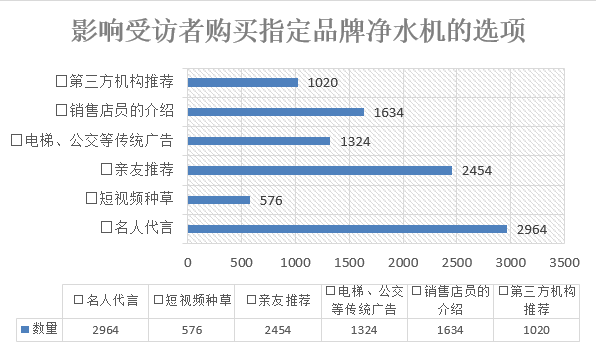 影响受访者购买指定品牌净水机的选项
□第三方机构推荐
1020
□销售店员的介绍
1634
□电梯、公交等传统广告
1324
□亲友推荐
2454
□短视频种草
576
□名人代言
2964
0 500 1000 1500 2000 2500 3000 3500
□名人代言 □短视频种草 □亲友推荐 □电梯、公交等传统广告 □销售店员的介绍 □第三方机构推荐
数量 2964 576 2454 1324 1634 1020